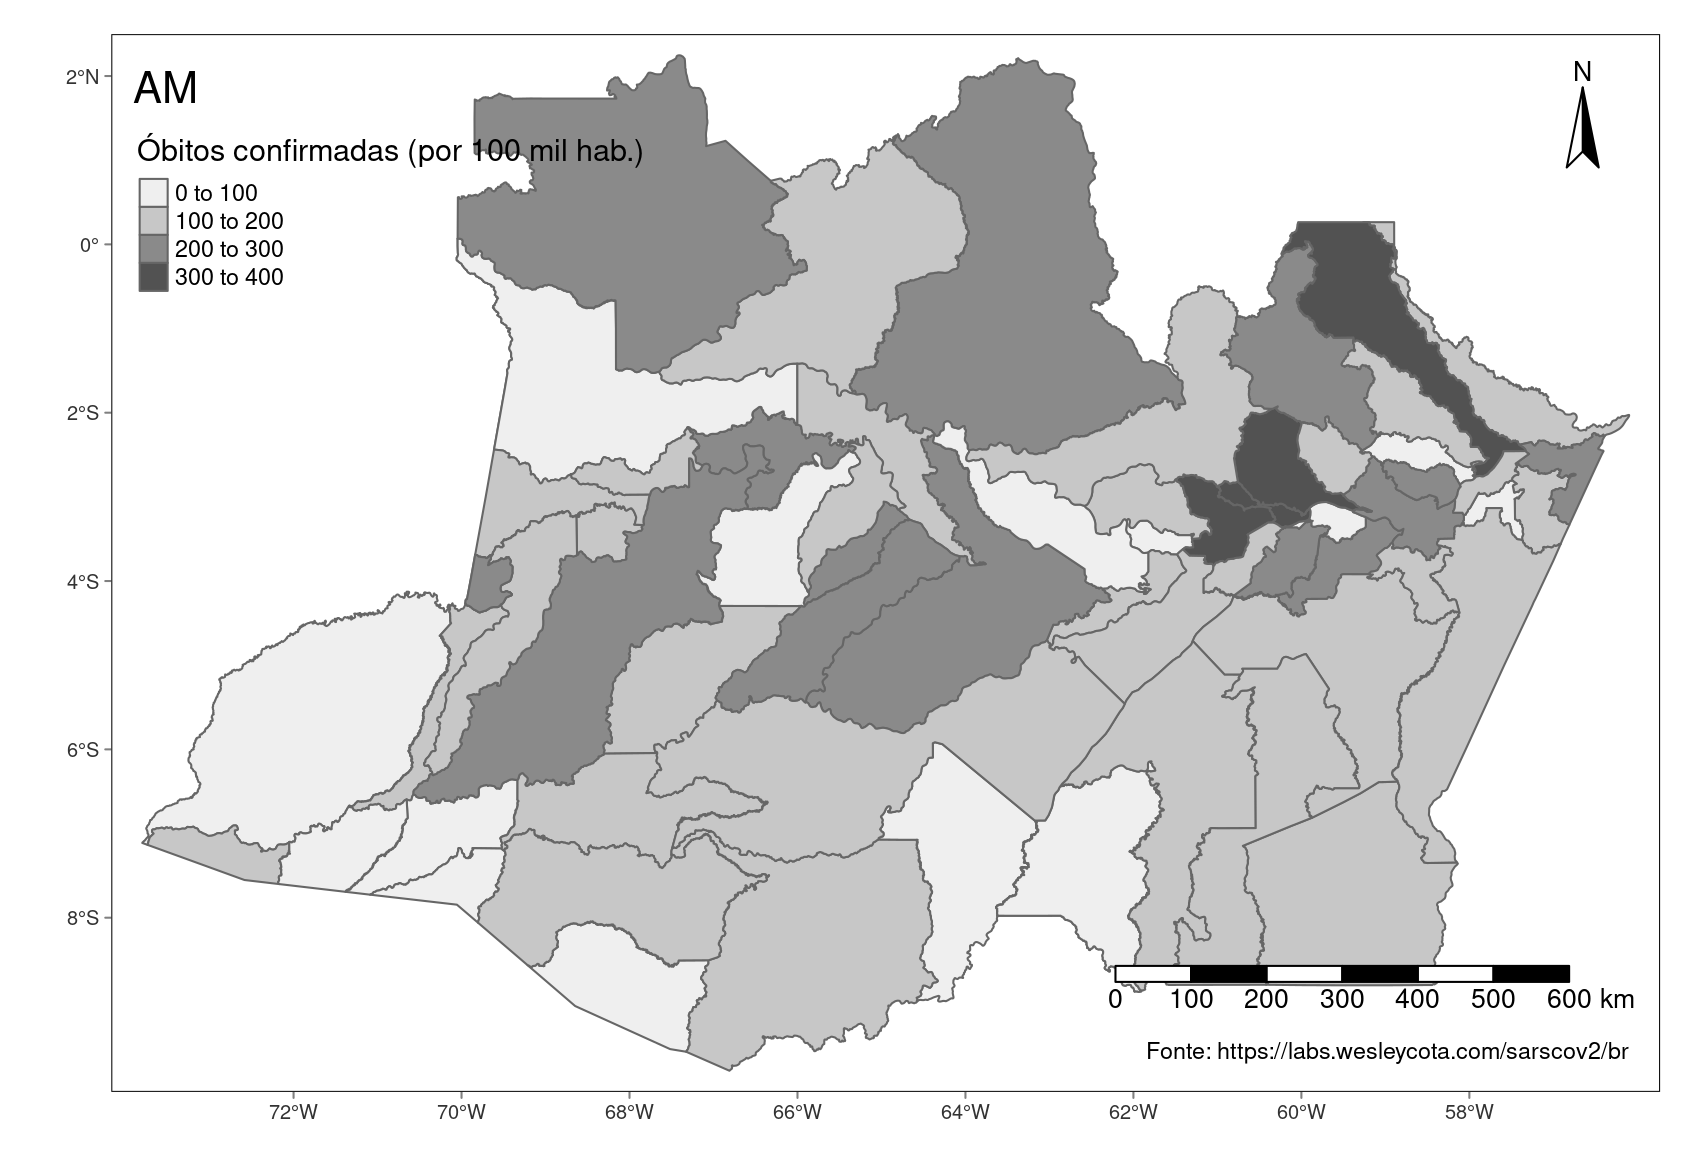 AM
N
Óbitos confirmadas (por 100 mil hab.)
0 to 100
100 to 200
200 to 300
300 to 400
2°N
0°
2°S
4°S
6°S
8°S
0 100 200 300 400 500 600 km
Fonte: https://labs.wesleycota.com/sarscov2/br
72°W 70°W 68°W 66°W 64°W 62°W 60°W 58°W